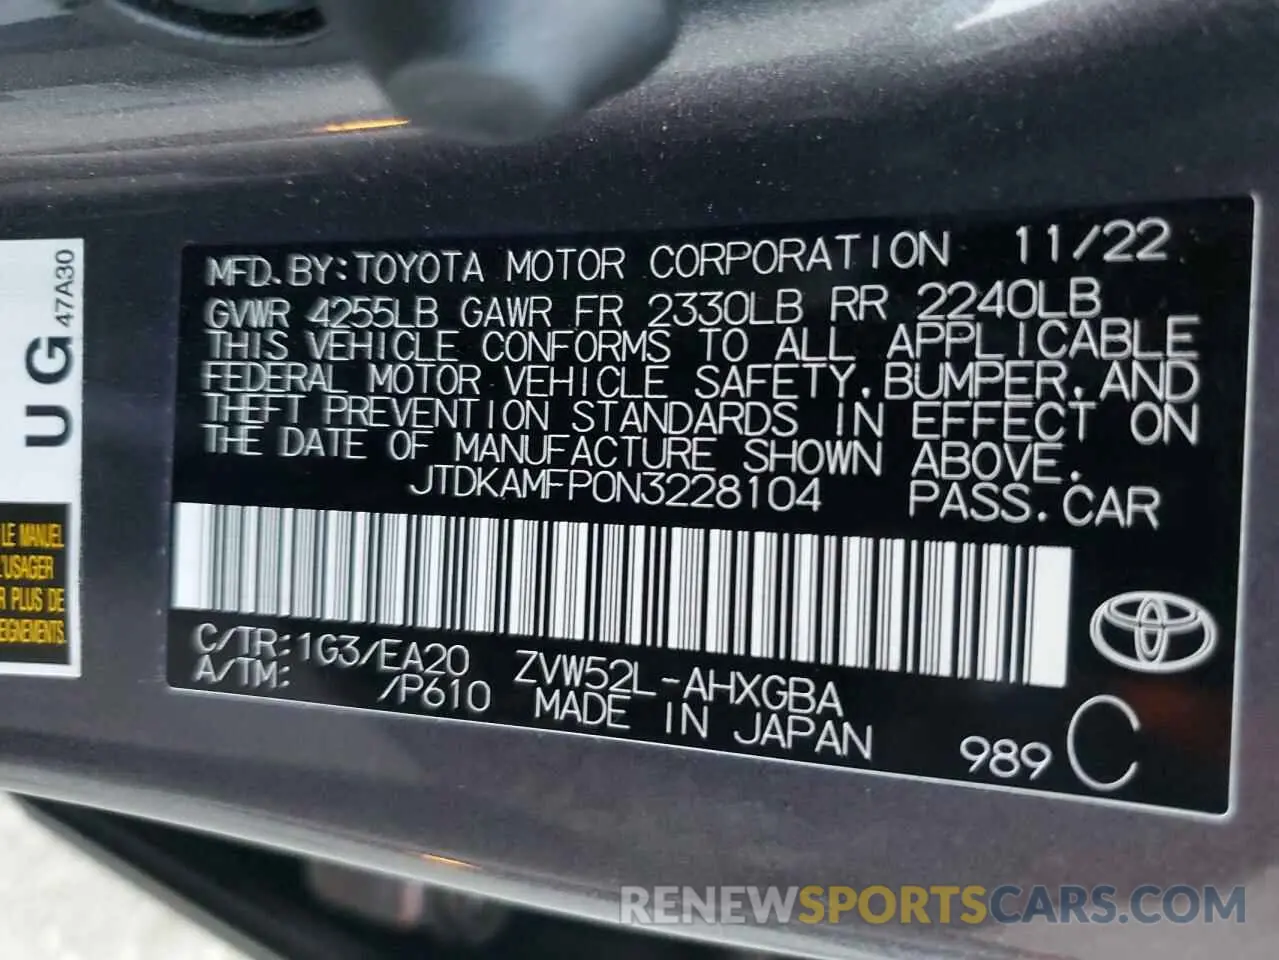 MFD.BY:TOYOTA MOTOR CORPORATION 11/22
GVWR 4255LB GAWR FR 2330LB RR 2240LB
THIS VEHICLE CONFORMS TO ALL APPLICABLE
FEDERAL MOTOR VEHICLE SAFETY,BUMPER,AND
THEFT PREVENTION STANDARDS IN EFFECT ON
THE DATE OF MANUFACTURE SHOWN ABOVE.
JTDKAMFP0N3228104 PASS.CAR
C/TR:1G3/EA20 ZVW52L-AHXGBA
A/TM: /P610 MADE IN JAPAN
989 C
UG
47A30
LE MANUEL
L'USAGER
R PLUS DE
EIGNEMENTS.
RENEWSPORTSCARS.COM